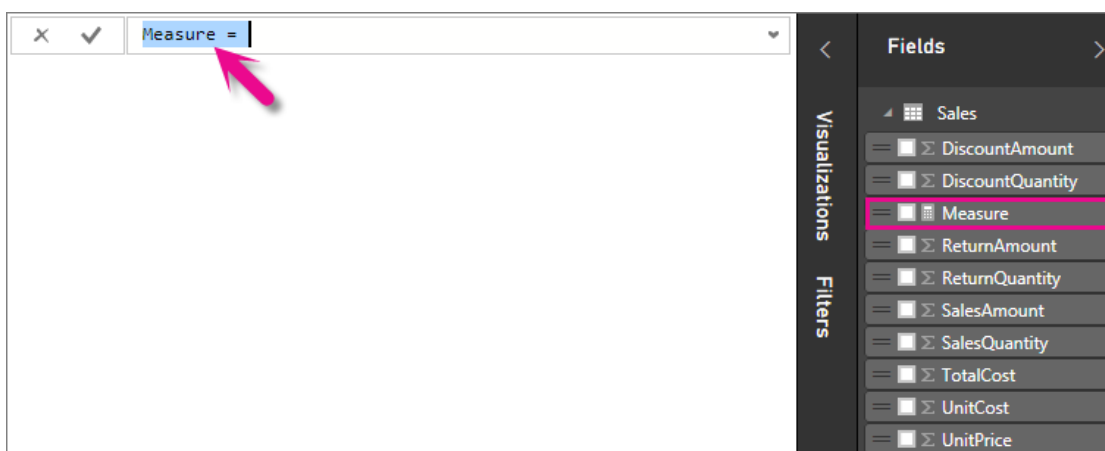 Measure =
Visualizations
Filters
Fields
Sales
DiscountAmount
DiscountQuantity
Measure
ReturnAmount
ReturnQuantity
SalesAmount
SalesQuantity
TotalCost
UnitCost
UnitPrice